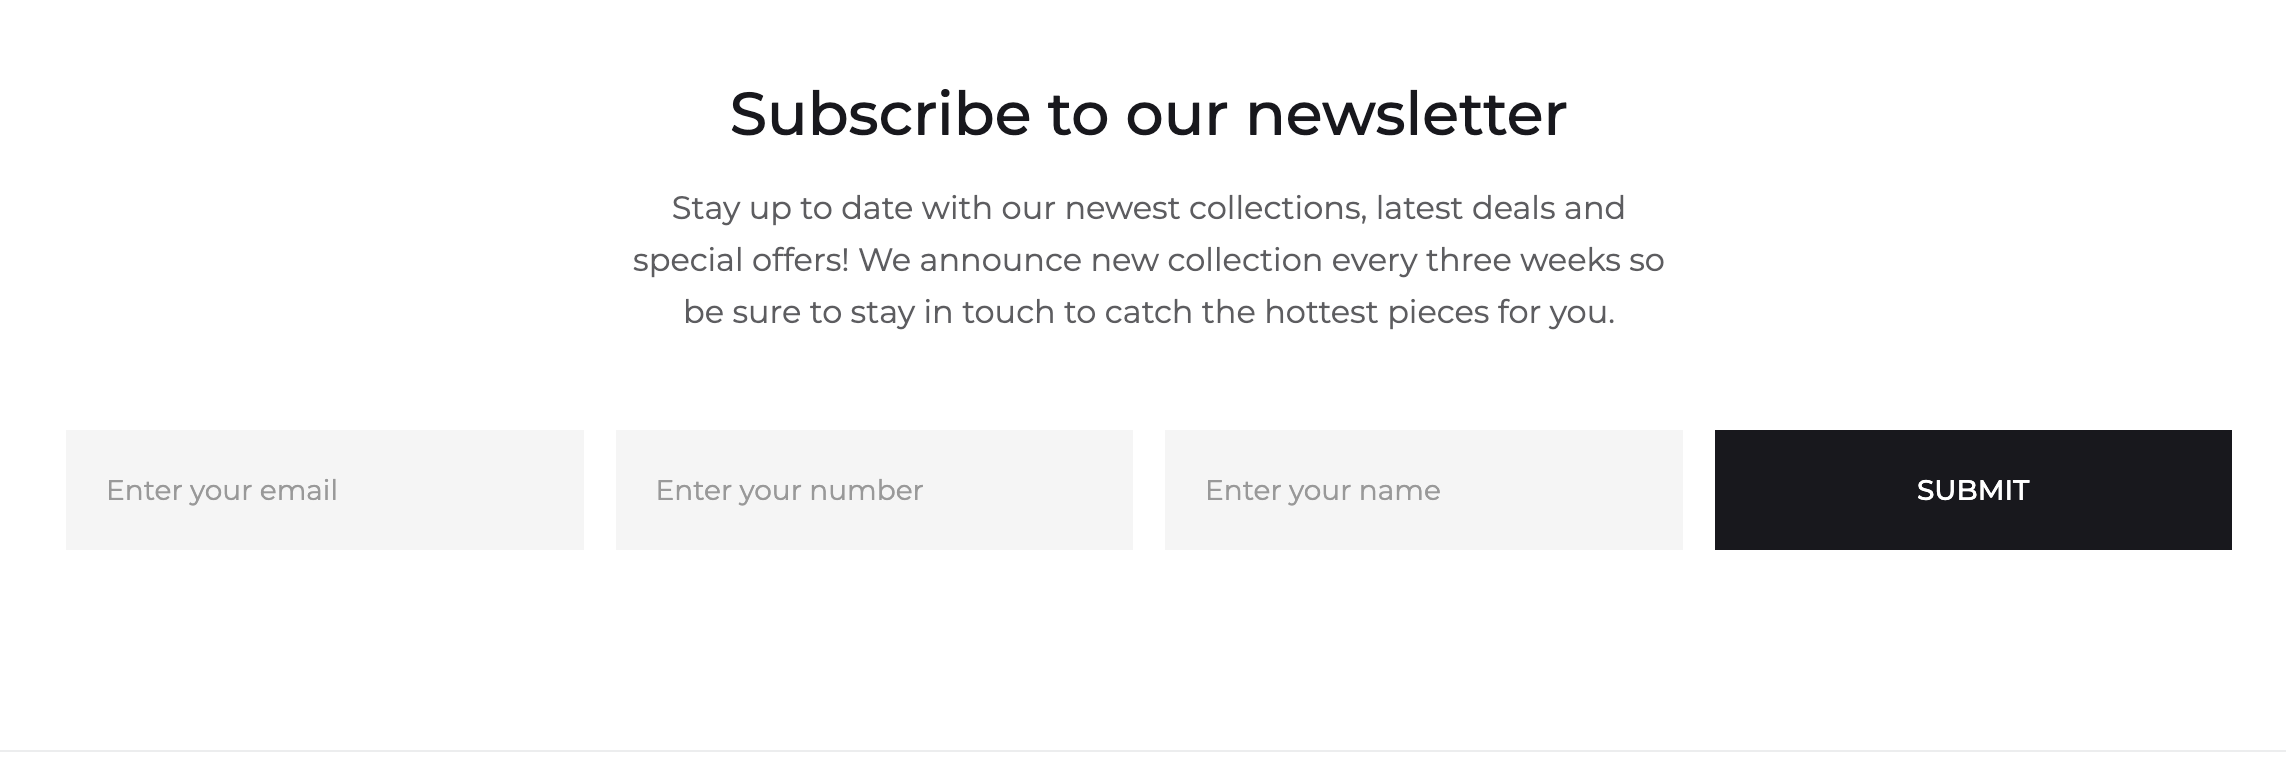 Subscribe to our newsletter
Stay up to date with our newest collections, latest deals and
special offers! We announce new collection every three weeks so
be sure to stay in touch to catch the hottest pieces for you.
Enter your email
Enter your number
Enter your name
SUBMIT